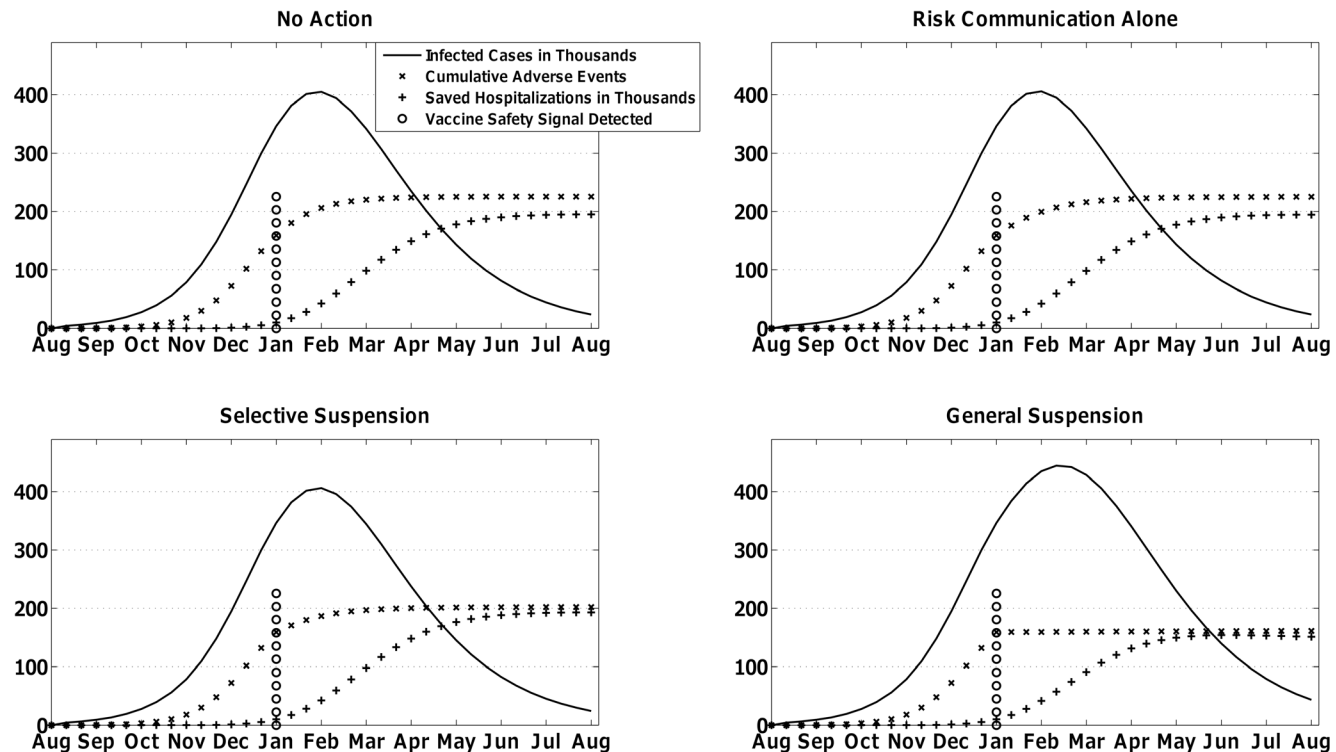 No Action
Infected Cases in Thousands
Cumulative Adverse Events
Saved Hospitalizations in Thousands
Vaccine Safety Signal Detected
400
300
200
100
0
Aug Sep Oct Nov Dec Jan Feb Mar Apr May Jun Jul Aug
Risk Communication Alone
400
300
200
100
0
Aug Sep Oct Nov Dec Jan Feb Mar Apr May Jun Jul Aug
Selective Suspension
400
300
200
100
0
Aug Sep Oct Nov Dec Jan Feb Mar Apr May Jun Jul Aug
General Suspension
400
300
200
100
0
Aug Sep Oct Nov Dec Jan Feb Mar Apr May Jun Jul Aug